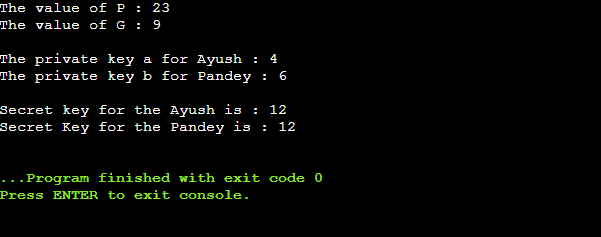 The value of P : 23
The value of G : 9
The private key a for Ayush : 4
The private key b for Pandey : 6
Secret key for the Ayush is : 12
Secret Key for the Pandey is : 12
...Program finished with exit code 0
Press ENTER to exit console.